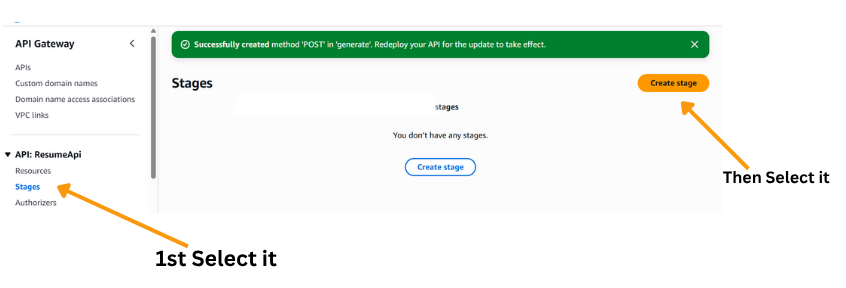 API Gateway
Successfully created method 'POST' in 'generate'. Redeploy your API for the update to take effect.
APIs
Custom domain names
Domain name access associations
VPC links
Stages
Create stage
stages
You don't have any stages.
Create stage
API: ResumeApi
Resources
Stages
Authorizers
Then Select it
1st Select it